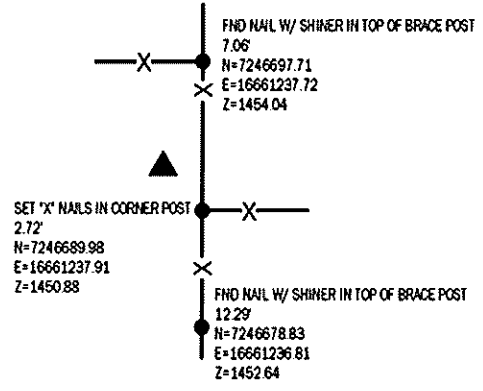 FND NAIL W/ SHINER IN TOP OF BRACE POST
7.06'
N=7246697.71
E=16661237.72
Z=1454.04
SET "X" NAILS IN CORNER POST
2.72'
N=7246689.98
E=16661237.91
Z=1450.88
FND NAIL W/ SHINER IN TOP OF BRACE POST
12.29'
N=7246678.83
E=16661236.81
Z=1452.64